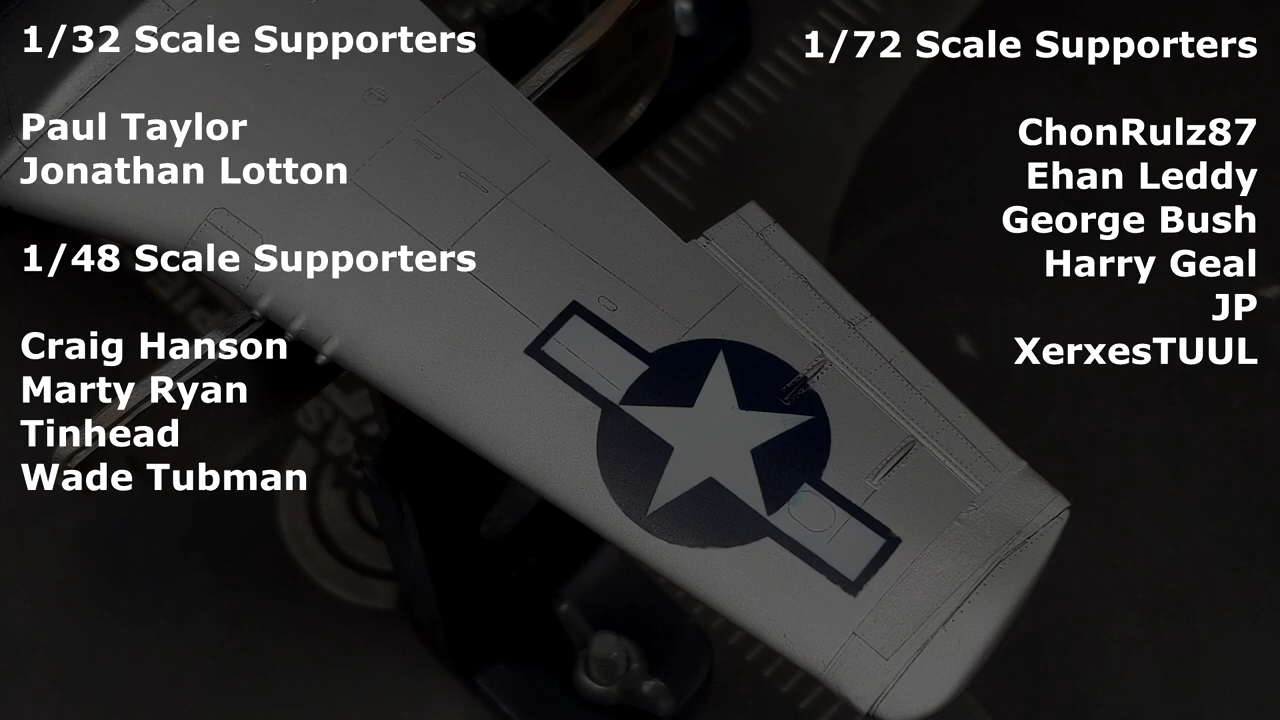 1/32 Scale Supporters
Paul Taylor
Jonathan Lotton
1/48 Scale Supporters
Craig Hanson
Marty Ryan
Tinhead
Wade Tubman
1/72 Scale Supporters
ChonRulz87
Ehan Leddy
George Bush
Harry Geal
JP
XerxesTUUL